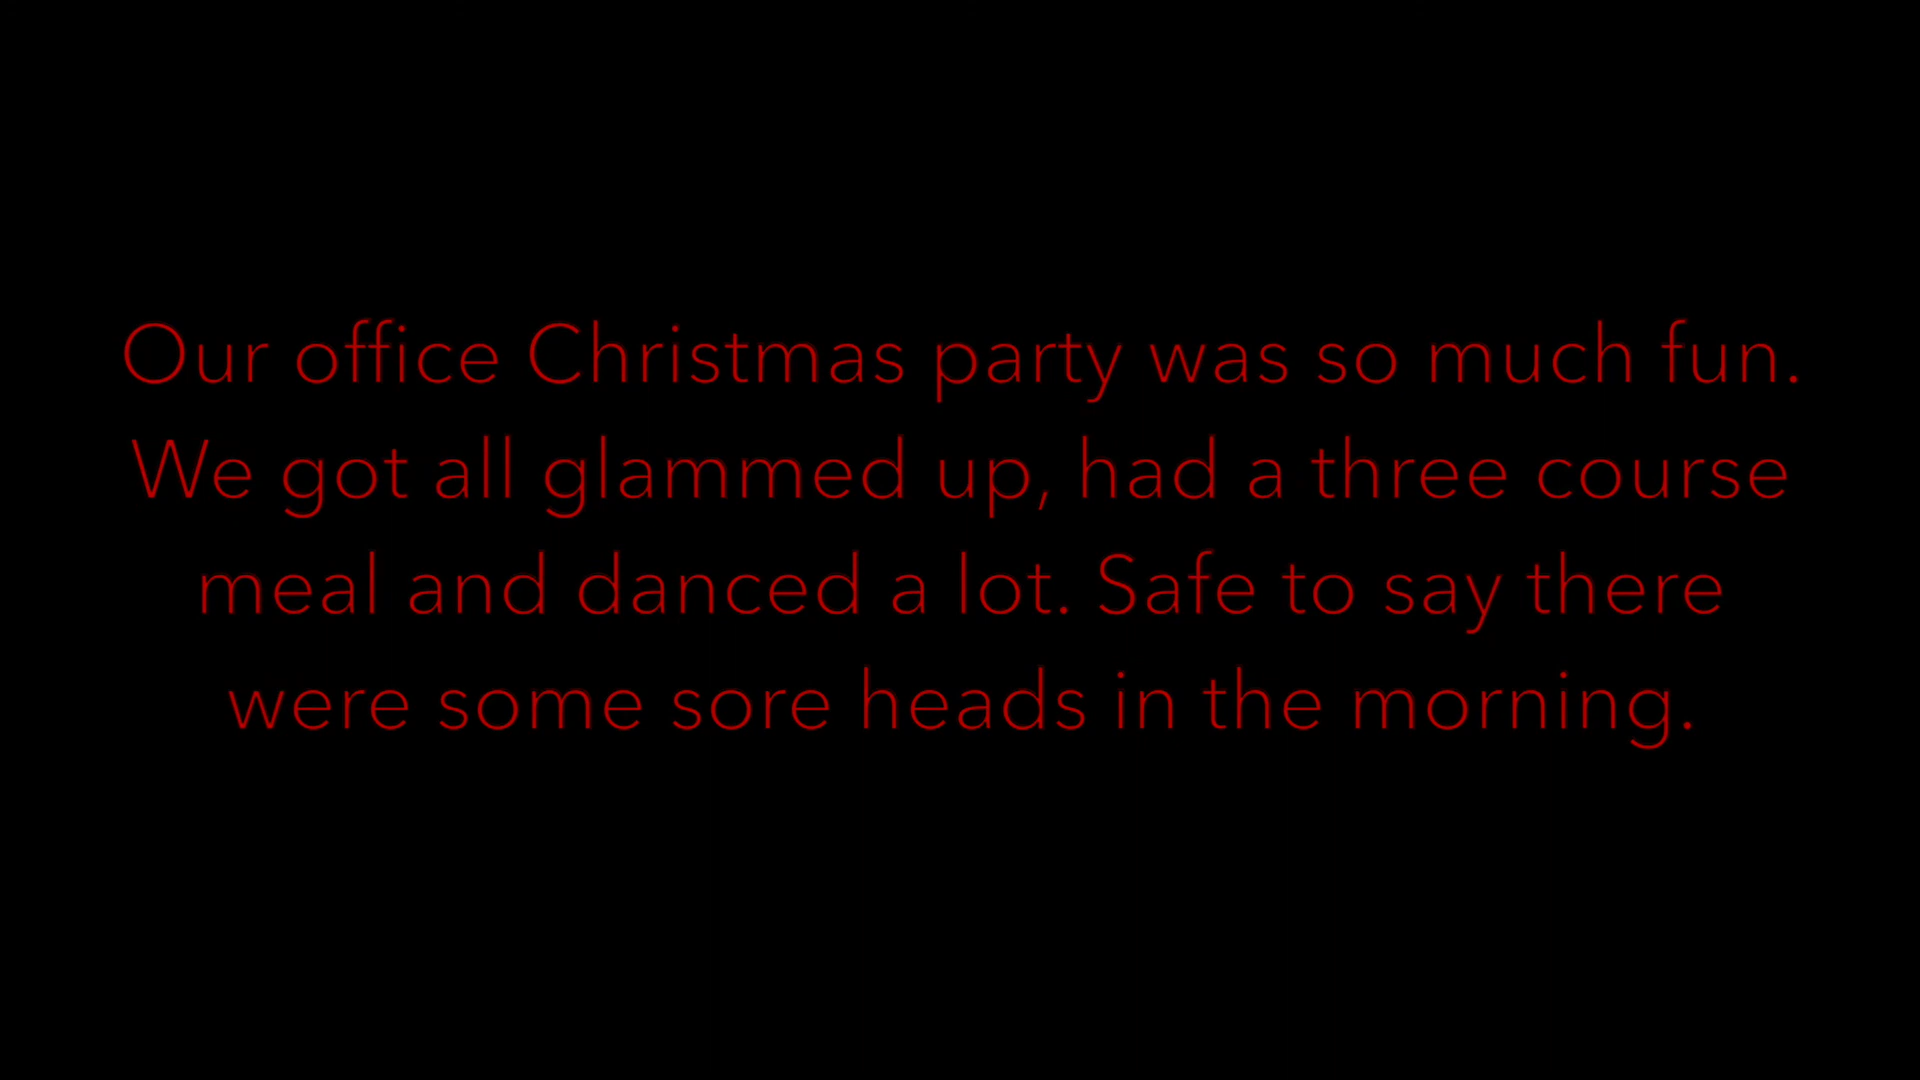 Our office Christmas party was so much fun.
We got all glammed up, had a three course
meal and danced a lot. Safe to say there
were some sore heads in the morning.